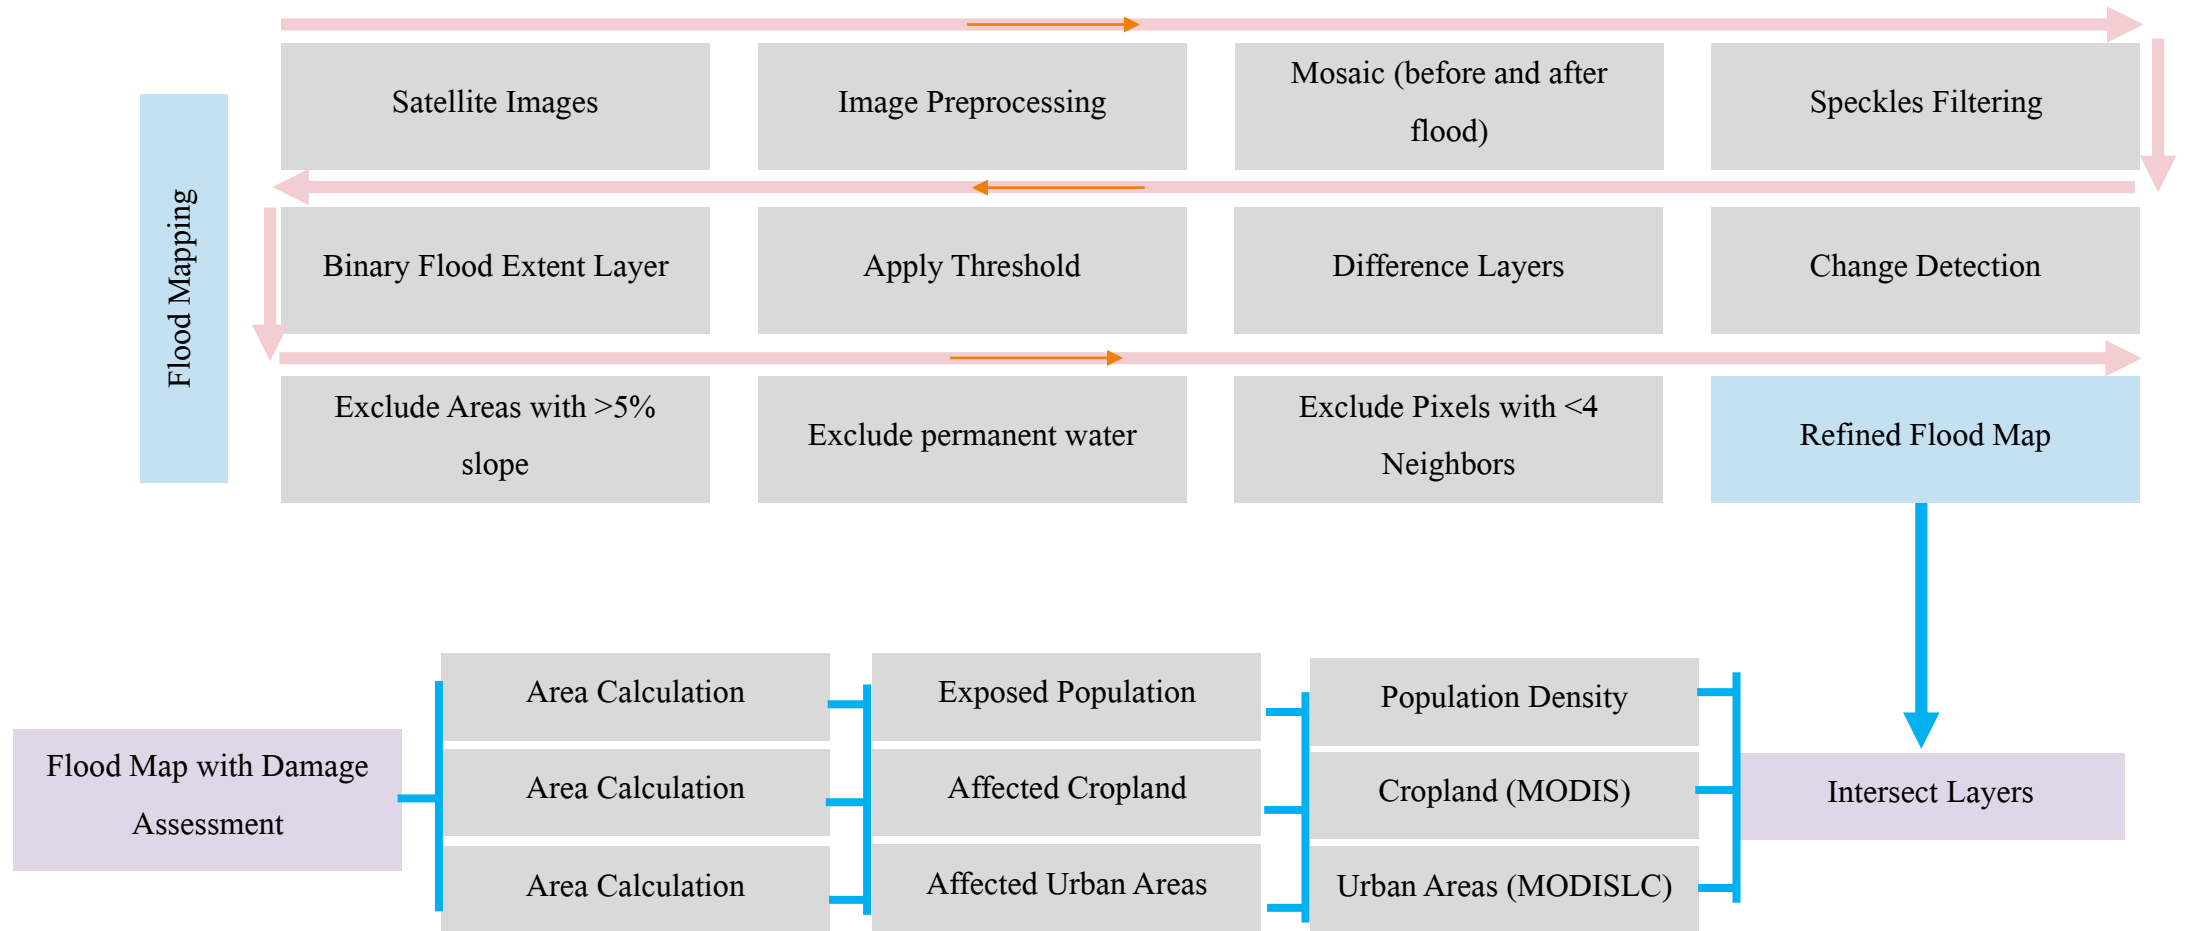 Satellite Images
Image Preprocessing
Mosaic (before and after
flood)
Speckles Filtering
Flood Mapping
Binary Flood Extent Layer
Apply Threshold
Difference Layers
Change Detection
Exclude Areas with >5%
slope
Exclude permanent water
Exclude Pixels with <4
Neighbors
Refined Flood Map
Flood Map with Damage
Assessment
Area Calculation
Area Calculation
Area Calculation
Exposed Population
Affected Cropland
Affected Urban Areas
Population Density
Cropland (MODIS)
Urban Areas (MODISLC)
Intersect Layers